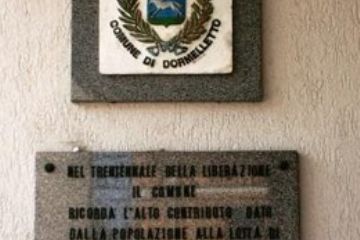 COMUNE DI DORMELLETTO
NEL TRENTENNALE DELLA LIBERAZIONE
IL COMUNE
RICORDA L'ALTO CONTRIBUTO DATO
DALLA POPOLAZIONE ALLA LOTTA DI